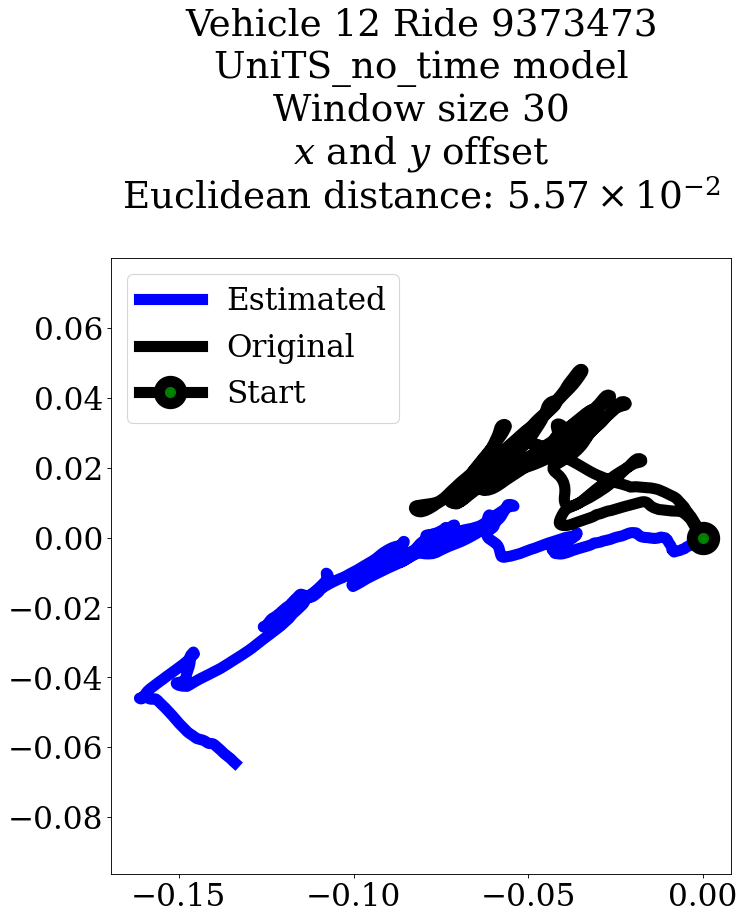 Vehicle 12 Ride 9373473
UniTS_no_time model
Window size 30
x and y offset
Euclidean distance: 5.57 × 10⁻²
Estimated
Original
Start
0.06
0.04
0.02
0.00
−0.02
−0.04
−0.06
−0.08
−0.15 −0.10 −0.05 0.00